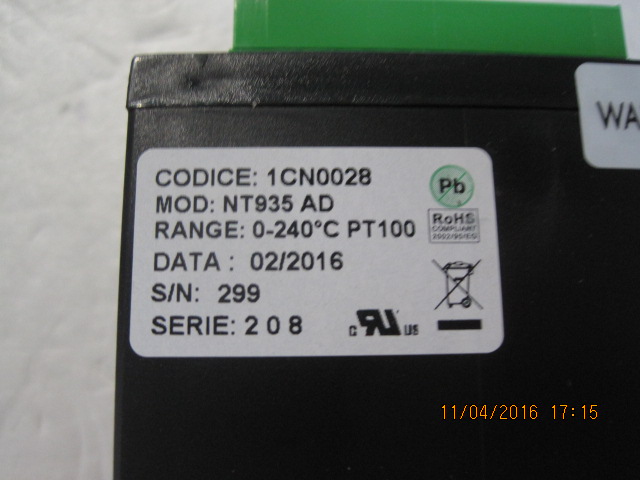 WA
CODICE: 1CN0028
MOD: NT935 AD
RANGE: 0-240°C PT100
DATA : 02/2016
S/N: 299
SERIE: 2 0 8
Pb
RoHS
COMPLIANT
2002/95/EC
c RU US
11/04/2016 17:15